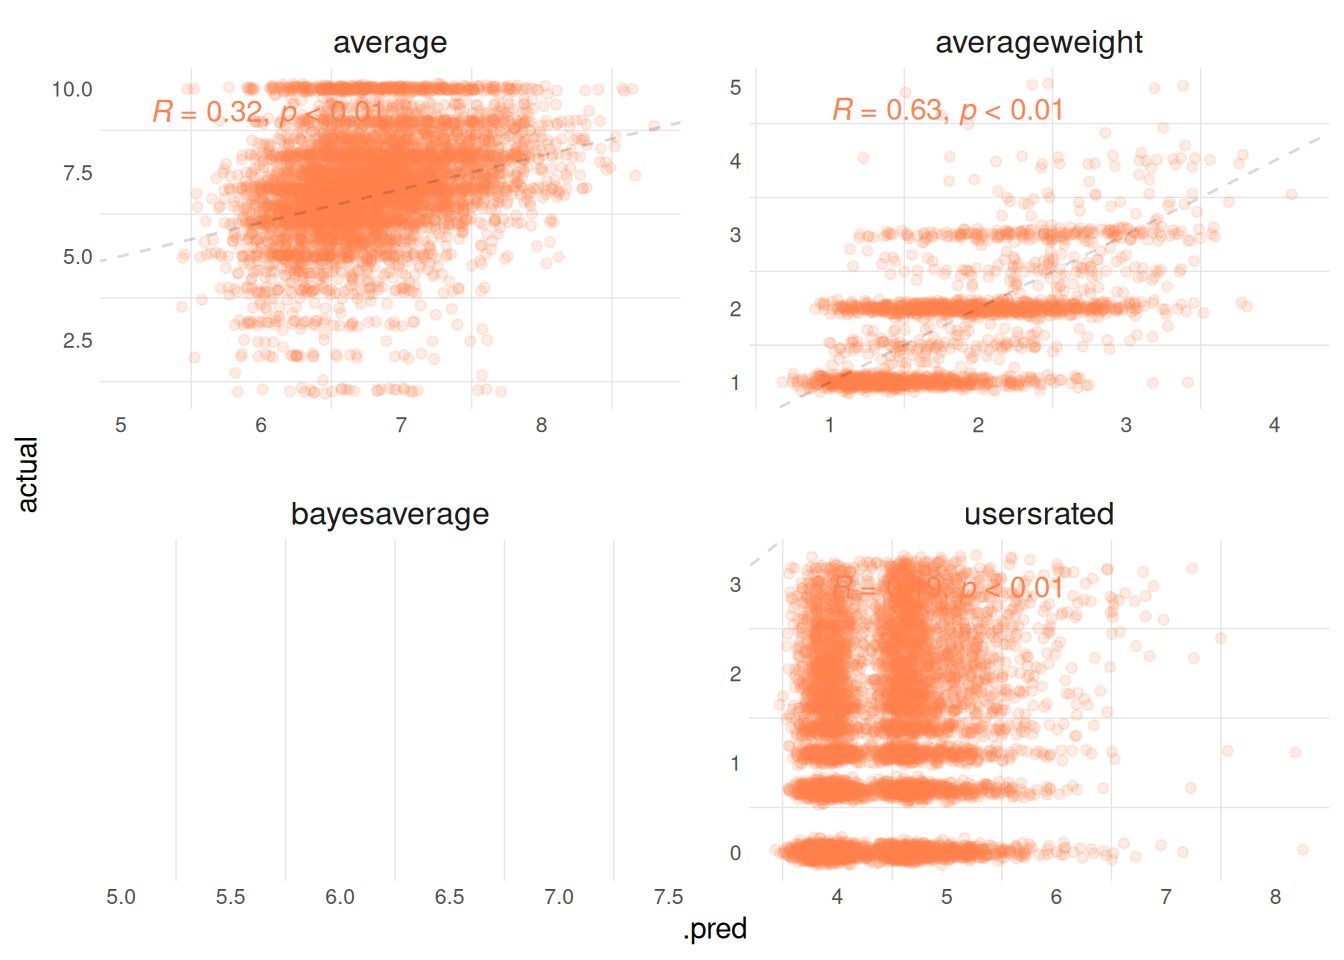 average
averageweight
10.0
7.5
5.0
2.5
R = 0.32, p < 0.01
5 6 7 8
5
4
3
2
1
R = 0.63, p < 0.01
1 2 3 4
actual
bayesaverage
usersrated
5.0 5.5 6.0 6.5 7.0 7.5
3
2
1
0
p < 0.01
4 5 6 7 8
.pred